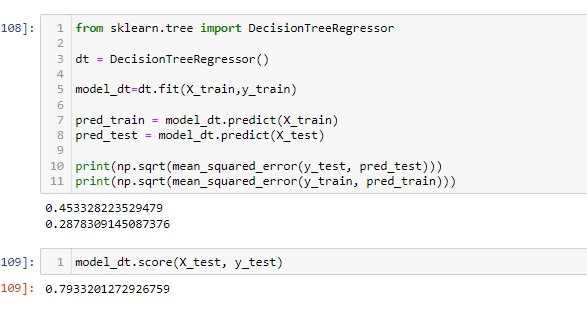 108]:
1 from sklearn.tree import DecisionTreeRegressor
2
3 dt = DecisionTreeRegressor()
4
5 model_dt=dt.fit(X_train,y_train)
6
7 pred_train = model_dt.predict(X_train)
8 pred_test = model_dt.predict(X_test)
9
10 print(np.sqrt(mean_squared_error(y_test, pred_test)))
11 print(np.sqrt(mean_squared_error(y_train, pred_train)))
0.453328223529479
0.2878309145087376
109]: 1 model_dt.score(X_test, y_test)
109]: 0.7933201272926759